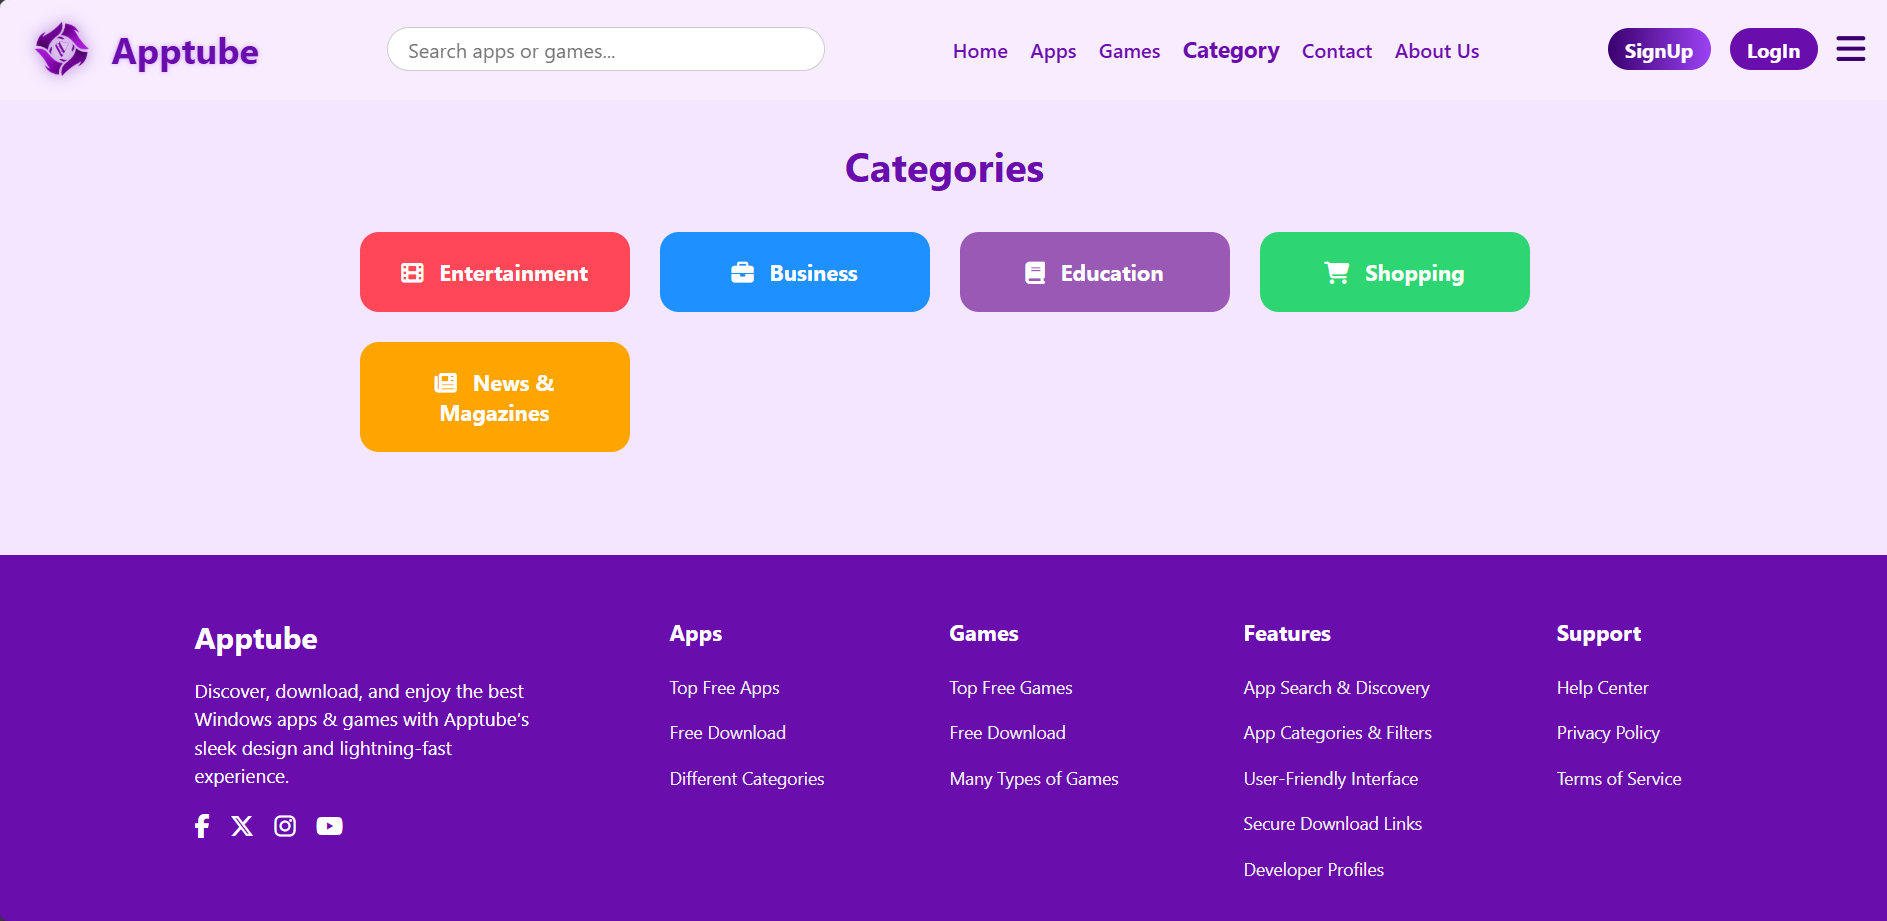 Apptube
Search apps or games...
Home Apps Games Category Contact About Us
SignUp LogIn
Categories
Entertainment
Business
Education
Shopping
News &
Magazines
Apptube
Discover, download, and enjoy the best
Windows apps & games with Apptube's
sleek design and lightning-fast
experience.
Apps
Top Free Apps
Free Download
Different Categories
Games
Top Free Games
Free Download
Many Types of Games
Features
App Search & Discovery
App Categories & Filters
User-Friendly Interface
Secure Download Links
Developer Profiles
Support
Help Center
Privacy Policy
Terms of Service